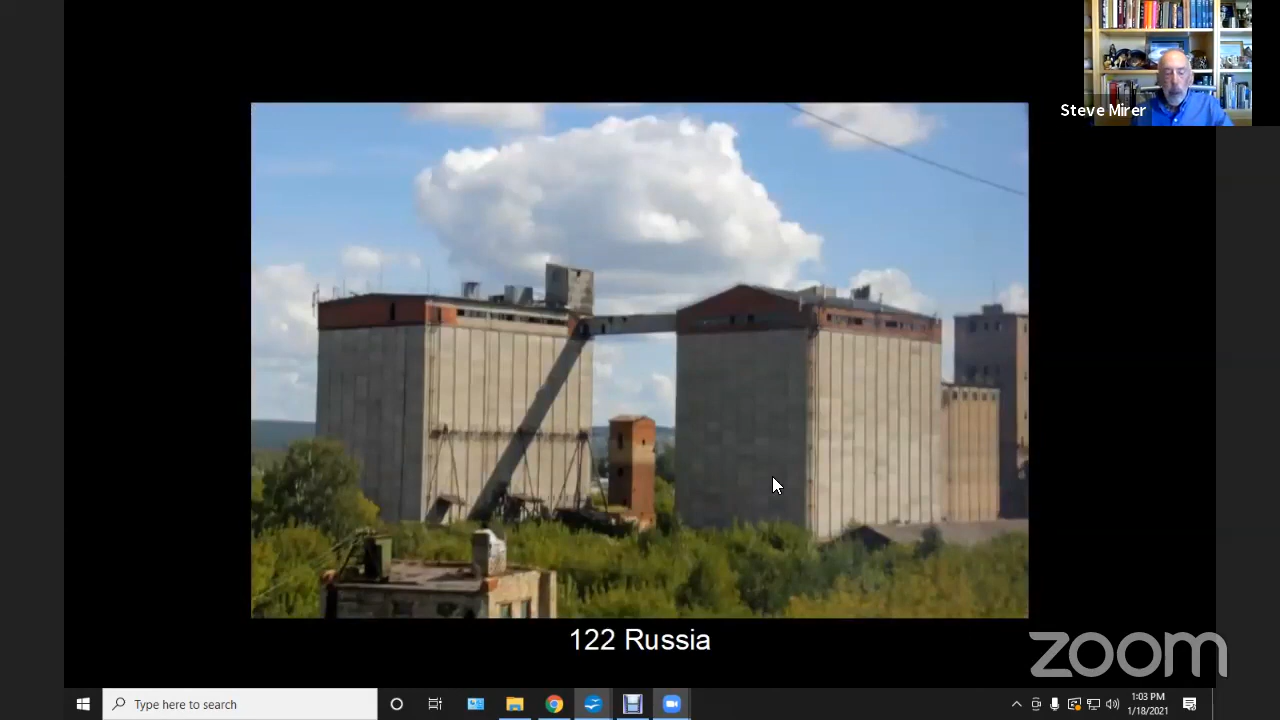 Steve Mirer
122 Russia
zoom
Type here to search
1:03 PM
1/18/2021